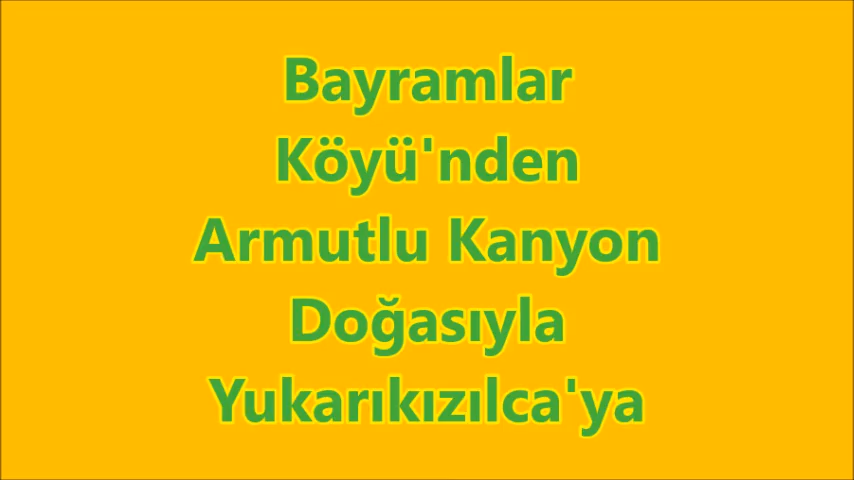 Bayramlar
Köyü'nden
Armutlu Kanyon
Doğasıyla
Yukarıkızılca'ya